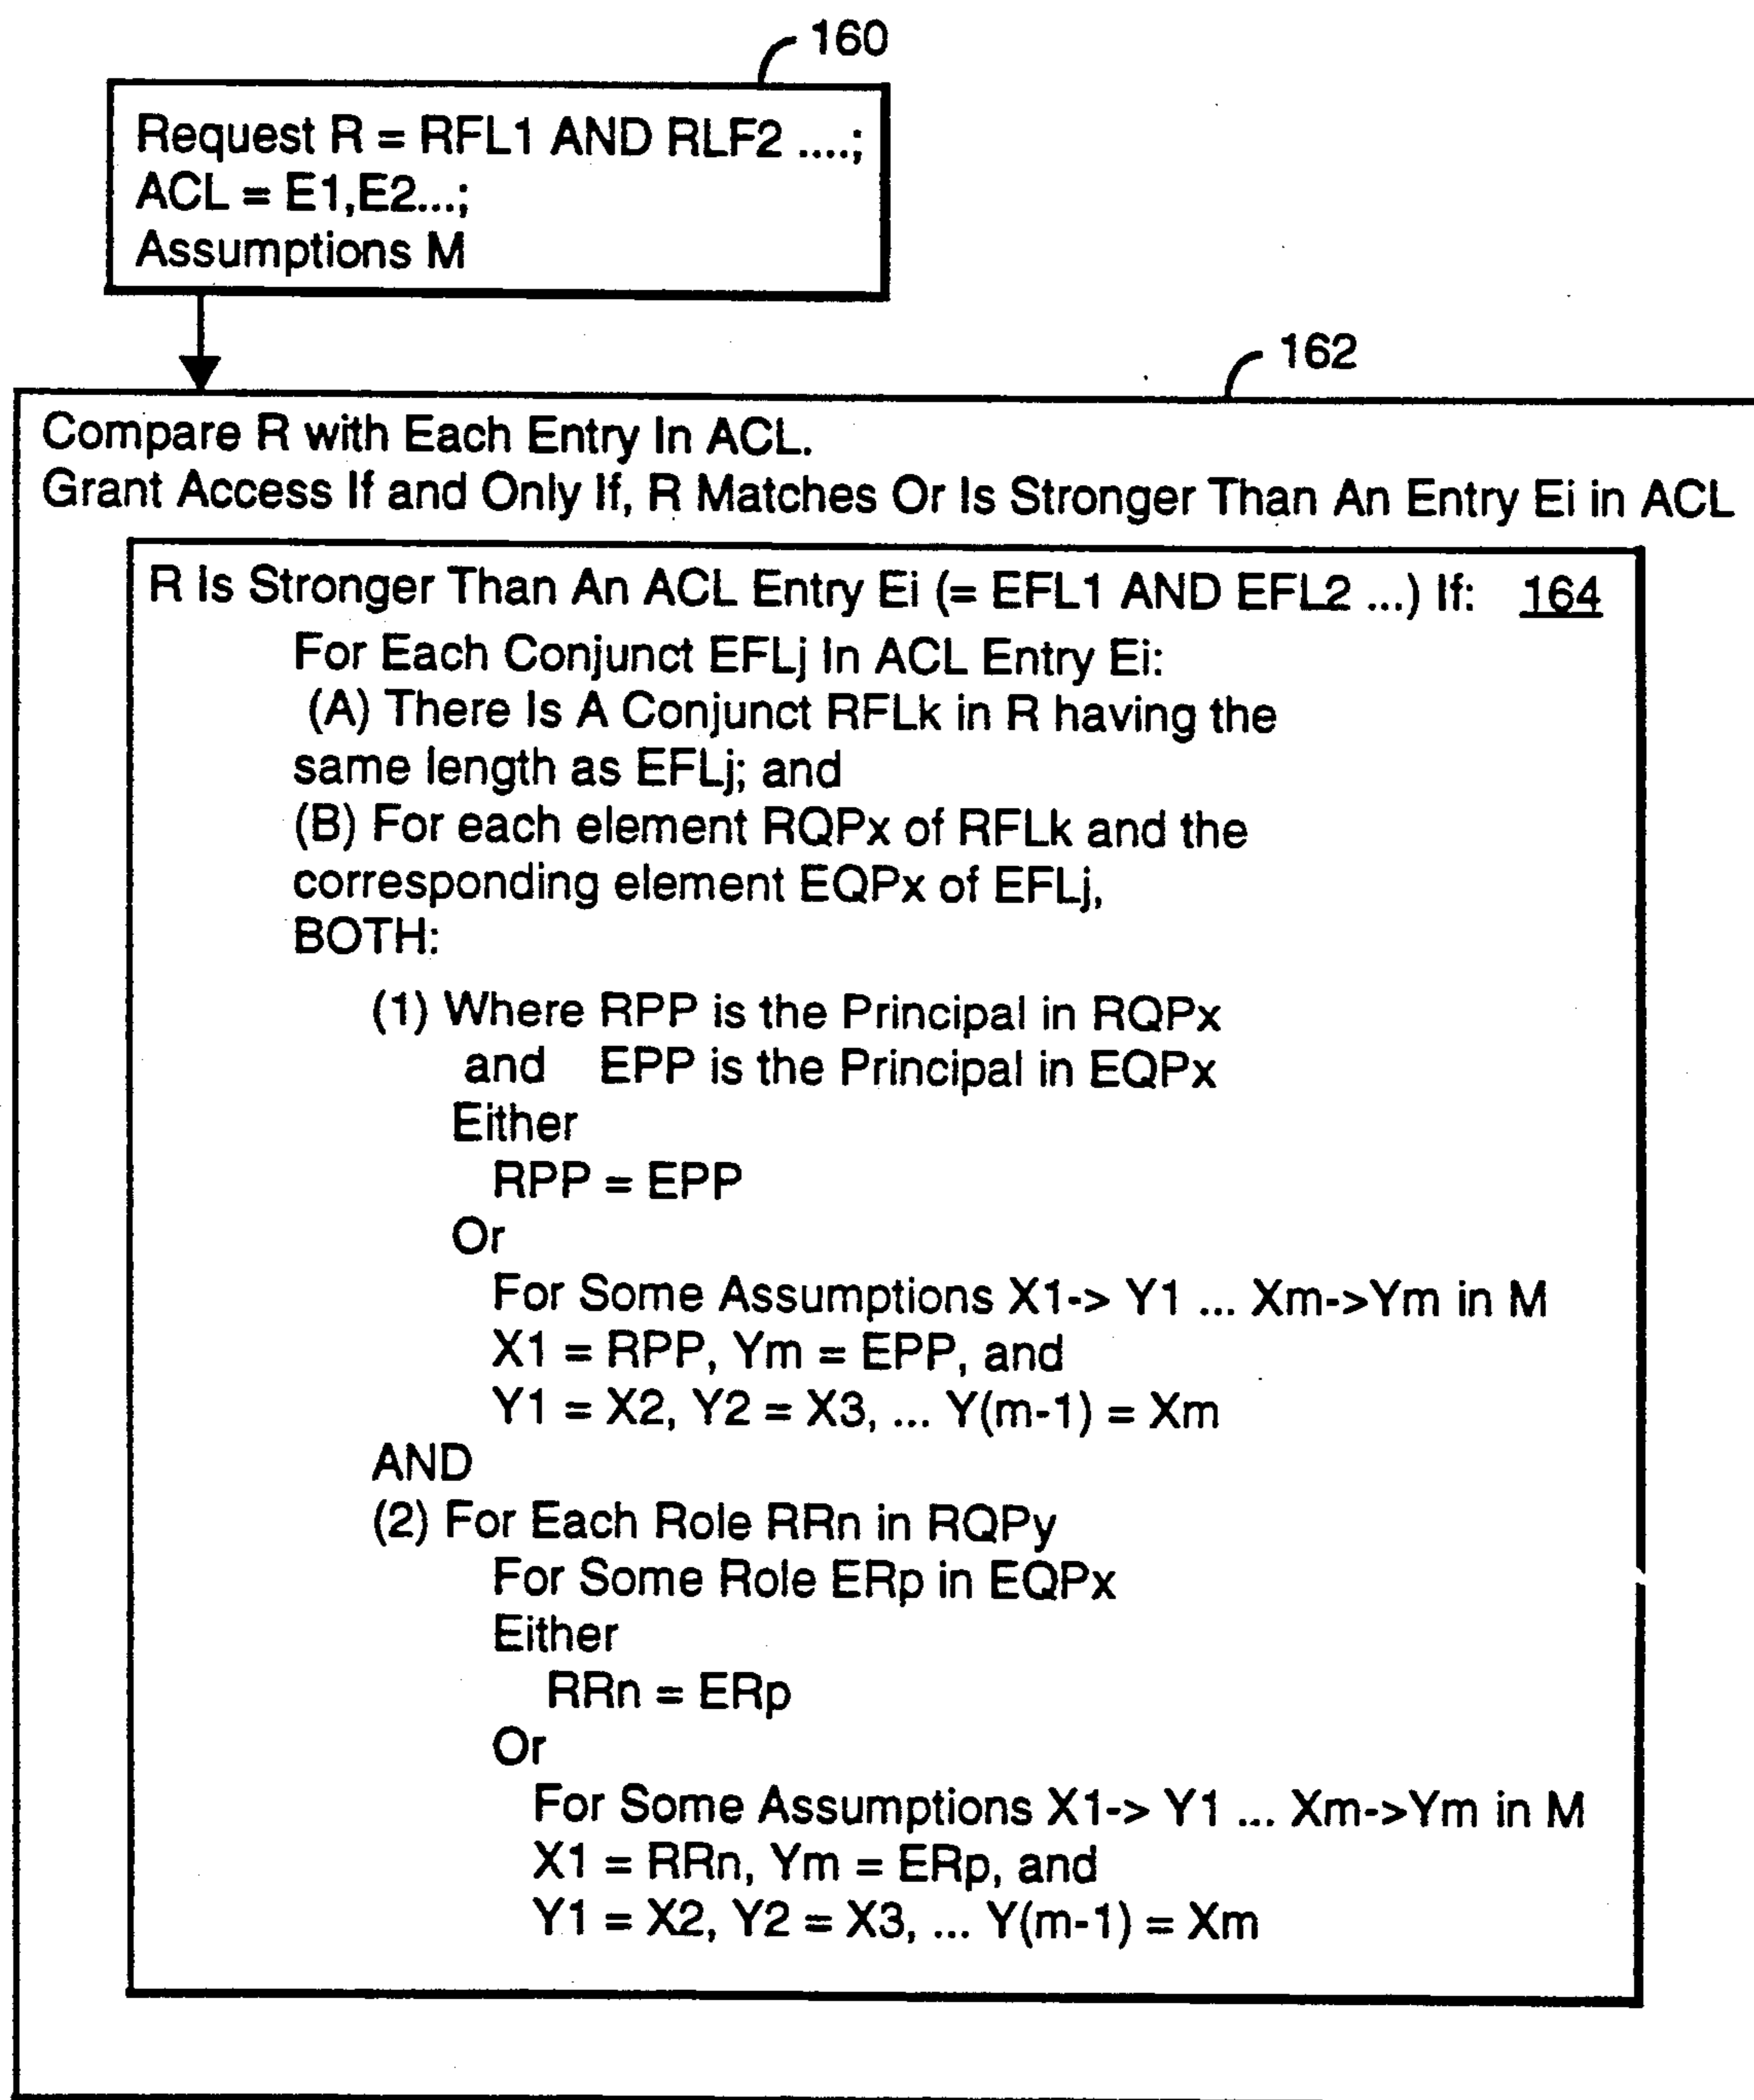 160
Request R = RFL1 AND RLF2 ....;
ACL = E1,E2...;
Assumptions M
162
Compare R with Each Entry In ACL.
Grant Access If and Only If, R Matches Or Is Stronger Than An Entry Ei in ACL
R Is Stronger Than An ACL Entry Ei (= EFL1 AND EFL2 ...) If: 164
For Each Conjunct EFLj In ACL Entry Ei:
(A) There Is A Conjunct RFLk in R having the
same length as EFLj; and
(B) For each element RQPx of RFLk and the
corresponding element EQPx of EFLj,
BOTH:
(1) Where RPP is the Principal in RQPx
and EPP is the Principal in EQPx
Either
RPP = EPP
Or
For Some Assumptions X1-> Y1 ... Xm->Ym in M
X1 = RPP, Ym = EPP, and
Y1 = X2, Y2 = X3, ... Y(m-1) = Xm
AND
(2) For Each Role RRn in RQPy
For Some Role ERp in EQPx
Either
RRn = ERp
Or
For Some Assumptions X1-> Y1 ... Xm->Ym in M
X1 = RRn, Ym = ERp, and
Y1 = X2, Y2 = X3, ... Y(m-1) = Xm